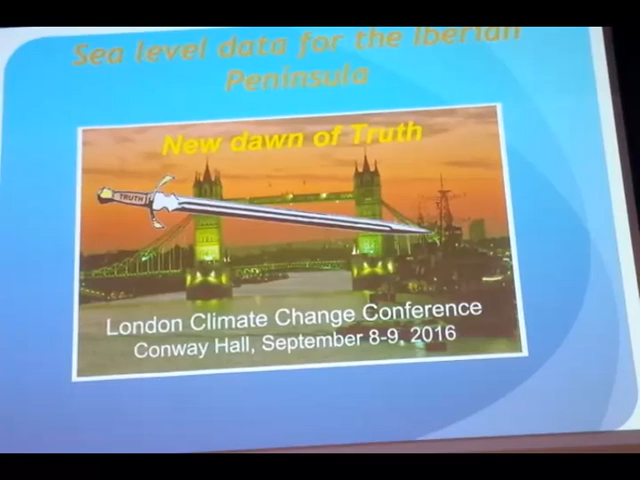 Sea level data for the Iberian
Peninsula
New dawn of Truth
TRUTH
London Climate Change Conference
Conway Hall, September 8-9, 2016